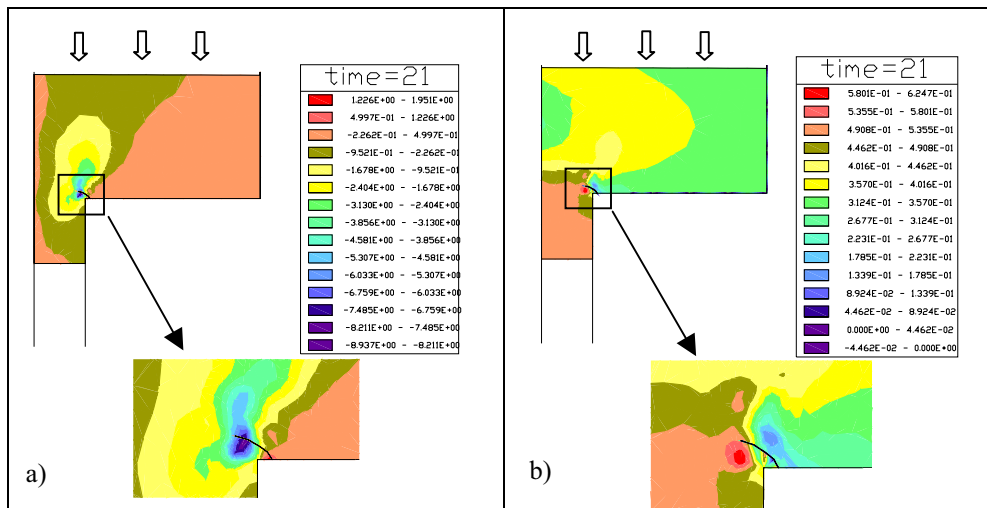 time=21
1.226E+00 - 1.951E+00
4.997E-01 - 1.226E+00
-2.262E-01 - 4.997E-01
-9.521E-01 - -2.262E-01
-1.678E+00 - -9.521E-01
-2.404E+00 - -1.678E+00
-3.130E+00 - -2.404E+00
-3.856E+00 - -3.130E+00
-4.581E+00 - -3.856E+00
-5.307E+00 - -4.581E+00
-6.033E+00 - -5.307E+00
-6.759E+00 - -6.033E+00
-7.485E+00 - -6.759E+00
-8.211E+00 - -7.485E+00
-8.937E+00 - -8.211E+00
a)
time=21
5.801E-01 - 6.247E-01
5.355E-01 - 5.801E-01
4.908E-01 - 5.355E-01
4.462E-01 - 4.908E-01
4.016E-01 - 4.462E-01
3.570E-01 - 4.016E-01
3.124E-01 - 3.570E-01
2.677E-01 - 3.124E-01
2.231E-01 - 2.677E-01
1.785E-01 - 2.231E-01
1.339E-01 - 1.785E-01
8.924E-02 - 1.339E-01
4.462E-02 - 8.924E-02
0.000E+00 - 4.462E-02
-4.462E-02 - 0.000E+00
b)